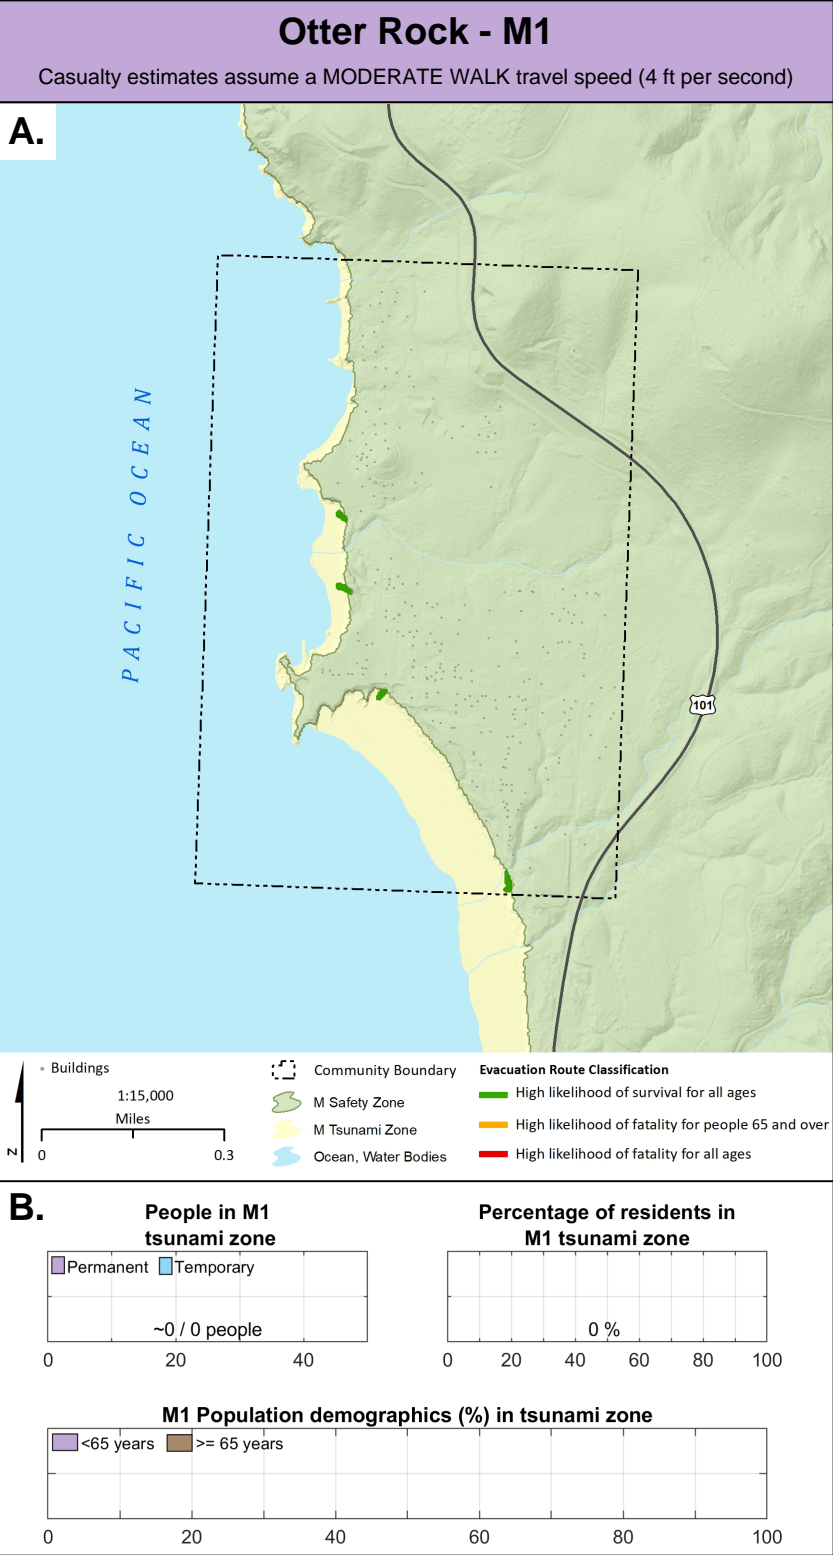 Otter Rock - M1
Casualty estimates assume a MODERATE WALK travel speed (4 ft per second)
A.
PACIFIC OCEAN
101
Buildings
1:15,000
Miles
0 0.3
N
Community Boundary
M Safety Zone
M Tsunami Zone
Ocean, Water Bodies
Evacuation Route Classification
High likelihood of survival for all ages
High likelihood of fatality for people 65 and over
High likelihood of fatality for all ages
B.
People in M1
tsunami zone
Permanent Temporary
~0 / 0 people
0 20 40
Percentage of residents in
M1 tsunami zone
0 %
0 20 40 60 80 100
M1 Population demographics (%) in tsunami zone
<65 years >= 65 years
0 20 40 60 80 100